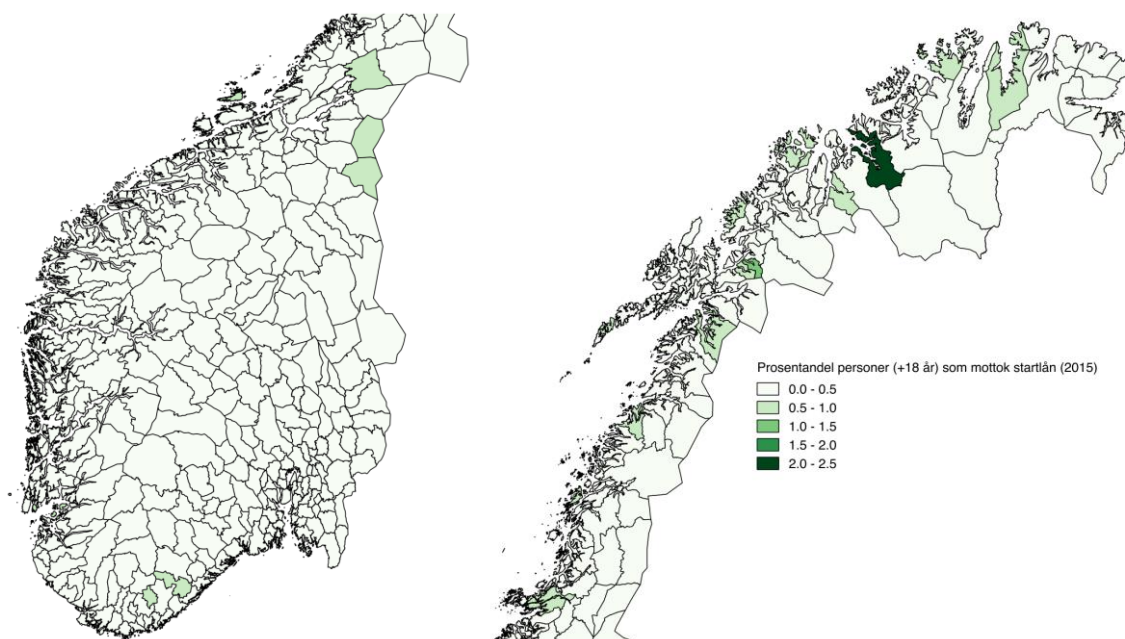 Prosentandel personer (+18 år) som mottok startlån (2015)
0.0 - 0.5
0.5 - 1.0
1.0 - 1.5
1.5 - 2.0
2.0 - 2.5